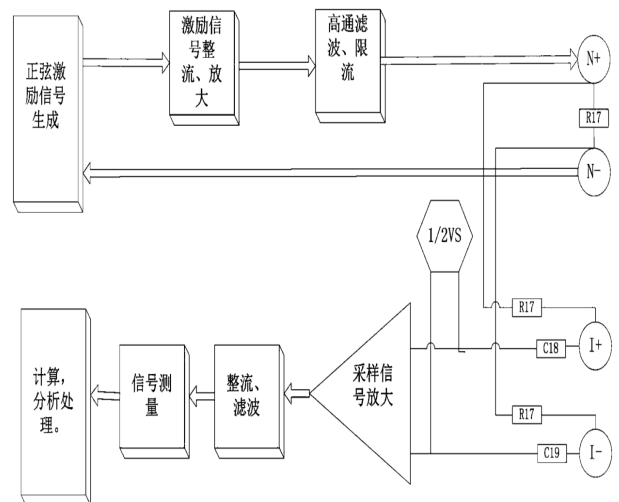 正弦激
励信号
生成
激励信
号整
流、放
大
高通滤
波、限
流
N+
R17
N-
1/2VS
R17
I+
C18
采样信
号放大
R17
I-
C19
整流、
滤波
信号测
量
计算，
分析处
理。